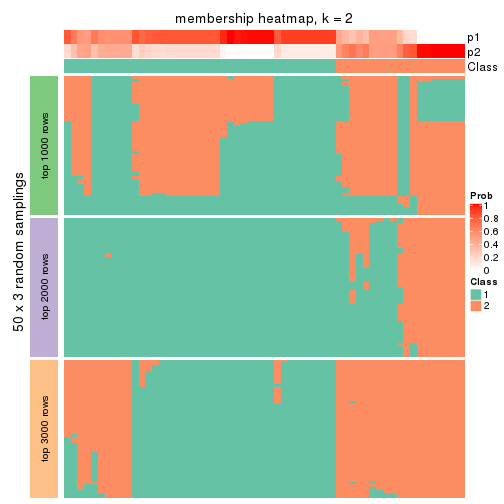 membership heatmap, k = 2
p1
p2
Class
50 x 3 random samplings
top 1000 rows
top 2000 rows
top 3000 rows
Prob
1
0.8
0.6
0.4
0.2
0
Class
1
2